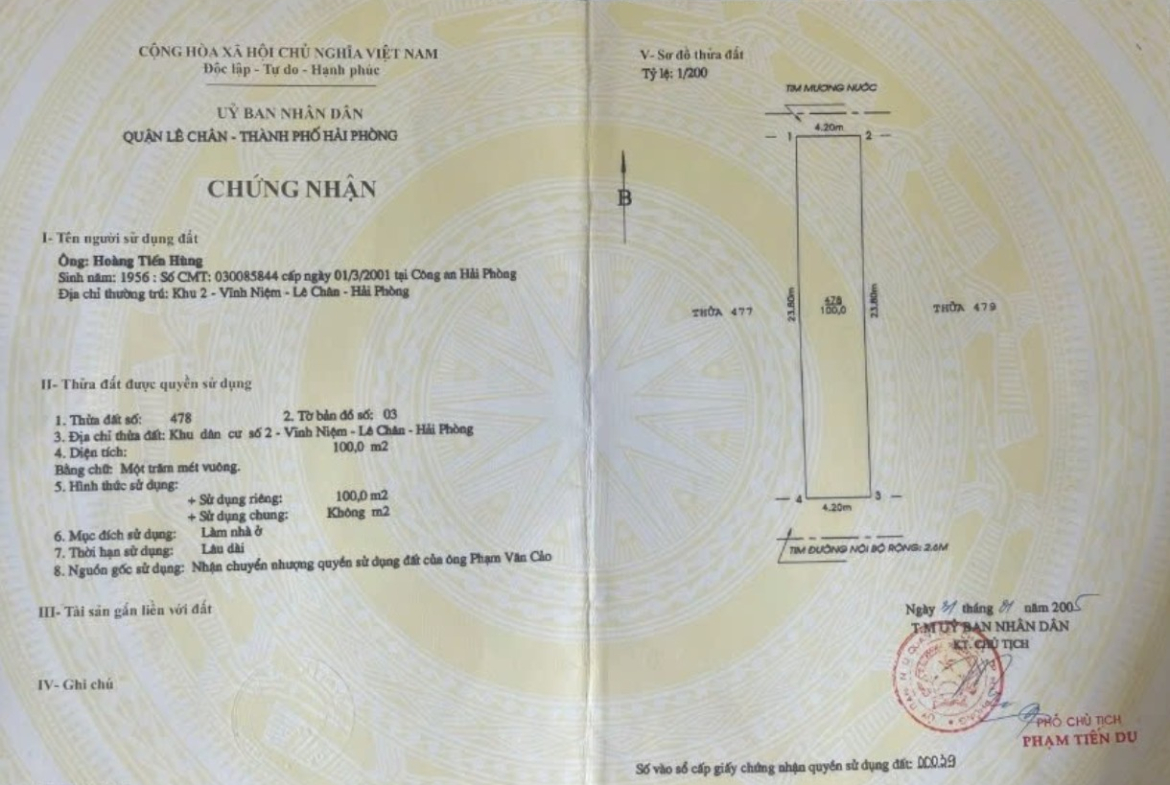 CỘNG HÒA XÃ HỘI CHỦ NGHĨA VIỆT NAM
Độc lập - Tự do - Hạnh phúc
UỶ BAN NHÂN DÂN
QUẬN LÊ CHÂN - THÀNH PHỐ HẢI PHÒNG
CHỨNG NHẬN
I- Tên người sử dụng đất
Ông: Hoàng Tiến Hùng
Sinh năm: 1956 : Số CMT: 030085844 cấp ngày 01/3/2001 tại Công an Hải Phòng
Địa chỉ thường trú: Khu 2 - Vĩnh Niệm - Lê Chân - Hải Phòng
II- Thửa đất được quyền sử dụng
1. Thửa đất số: 478 2. Tờ bản đồ số: 03
3. Địa chỉ thửa đất: Khu dân cư số 2 - Vĩnh Niệm - Lê Chân - Hải Phòng
4. Diện tích: 100,0 m2
Bằng chữ: Một trăm mét vuông.
5. Hình thức sử dụng:
+ Sử dụng riêng: 100,0 m2
+ Sử dụng chung: Không m2
6. Mục đích sử dụng: Làm nhà ở
7. Thời hạn sử dụng: Lâu dài
8. Nguồn gốc sử dụng: Nhận chuyển nhượng quyền sử dụng đất của ông Phạm Văn Cảo
III- Tài sản gắn liền với đất
IV- Ghi chú
V- Sơ đồ thửa đất
Tỷ lệ: 1/200
TIM MƯƠNG NƯỚC
1 4.20m 2
B
23.80m
478
100,0
23.80m
THỬA 477
THỬA 479
4 3
4.20m
TIM ĐƯỜNG NỘI BỘ RỘNG: 2.6M
Ngày 31 tháng 01 năm 2005
T.M UỶ BAN NHÂN DÂN
KT. CHỦ TỊCH
PHÓ CHỦ TỊCH
PHẠM TIẾN DU
Số vào sổ cấp giấy chứng nhận quyền sử dụng đất: 00039